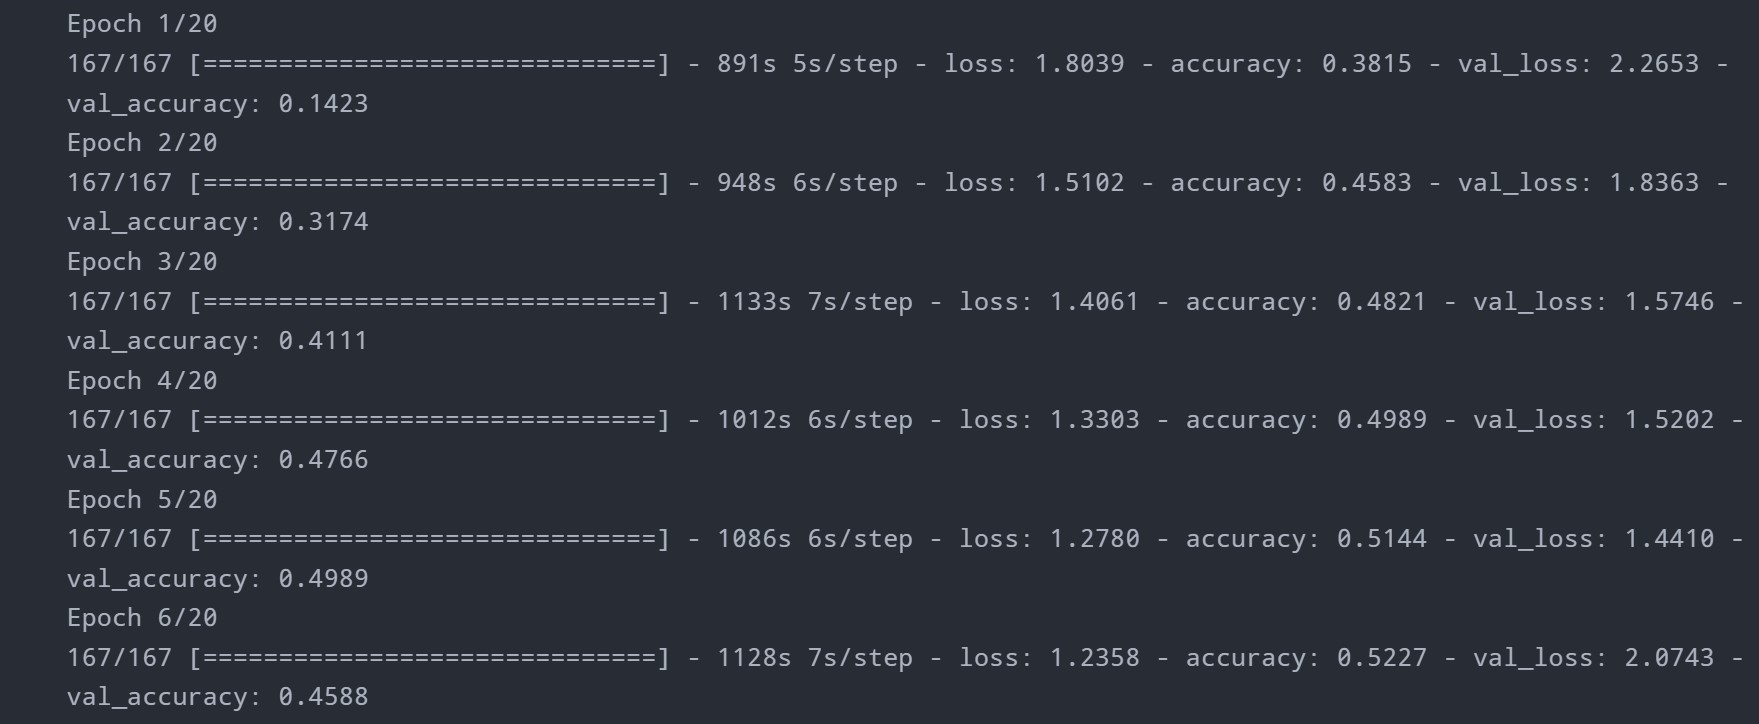 Epoch 1/20
167/167 [==============================] - 891s 5s/step - loss: 1.8039 - accuracy: 0.3815 - val_loss: 2.2653 -
val_accuracy: 0.1423
Epoch 2/20
167/167 [==============================] - 948s 6s/step - loss: 1.5102 - accuracy: 0.4583 - val_loss: 1.8363 -
val_accuracy: 0.3174
Epoch 3/20
167/167 [==============================] - 1133s 7s/step - loss: 1.4061 - accuracy: 0.4821 - val_loss: 1.5746 -
val_accuracy: 0.4111
Epoch 4/20
167/167 [==============================] - 1012s 6s/step - loss: 1.3303 - accuracy: 0.4989 - val_loss: 1.5202 -
val_accuracy: 0.4766
Epoch 5/20
167/167 [==============================] - 1086s 6s/step - loss: 1.2780 - accuracy: 0.5144 - val_loss: 1.4410 -
val_accuracy: 0.4989
Epoch 6/20
167/167 [==============================] - 1128s 7s/step - loss: 1.2358 - accuracy: 0.5227 - val_loss: 2.0743 -
val_accuracy: 0.4588